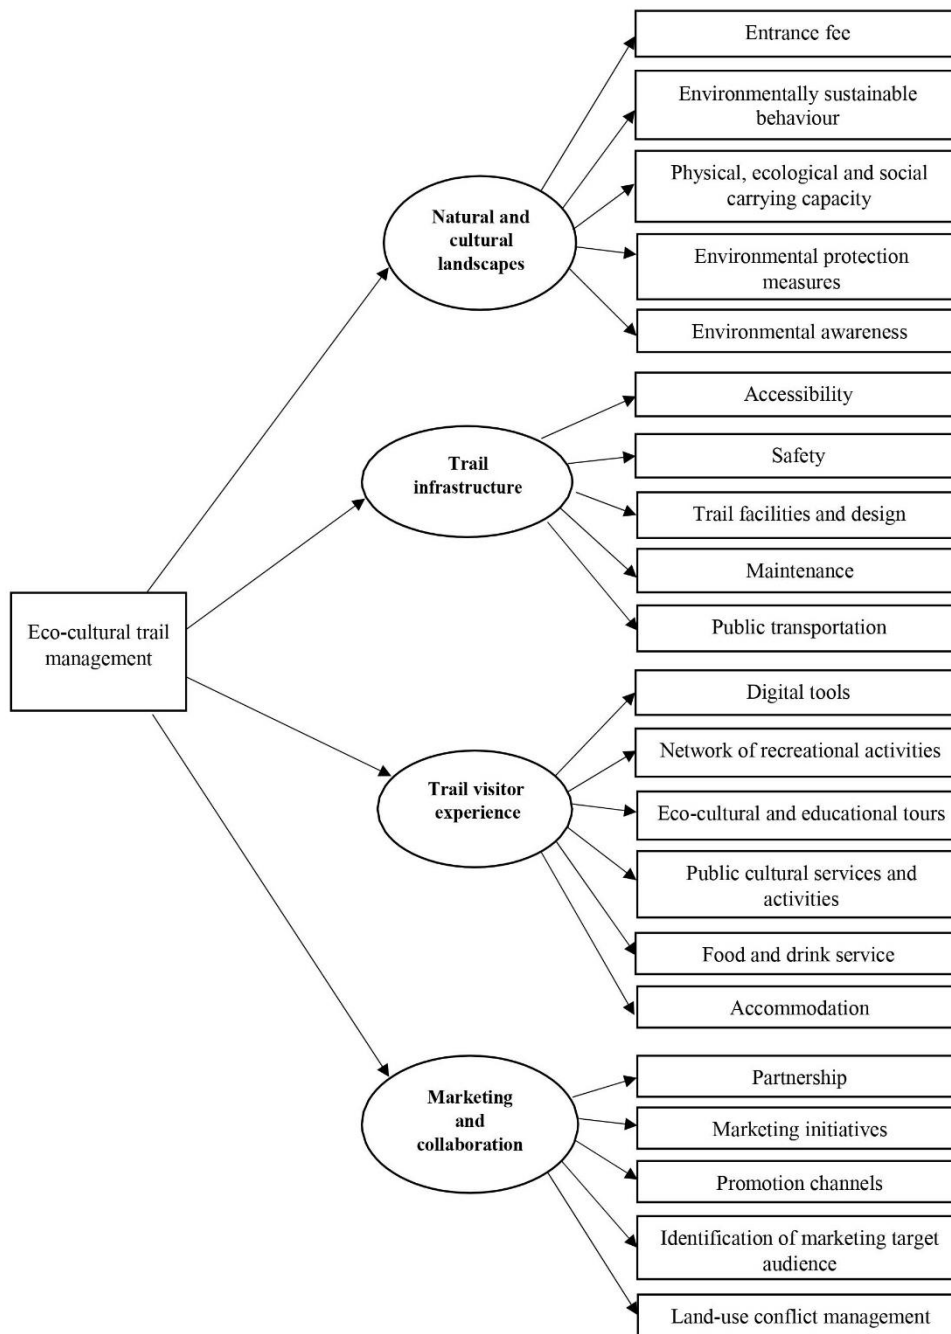 Entrance fee
Environmentally sustainable
behaviour
Physical, ecological and social
carrying capacity
Natural and
cultural
landscapes
Environmental protection
measures
Environmental awareness
Accessibility
Trail
infrastructure
Safety
Trail facilities and design
Maintenance
Public transportation
Eco-cultural trail
management
Digital tools
Network of recreational activities
Trail visitor
experience
Eco-cultural and educational tours
Public cultural services and
activities
Food and drink service
Accommodation
Partnership
Marketing
and
collaboration
Marketing initiatives
Promotion channels
Identification of marketing target
audience
Land-use conflict management